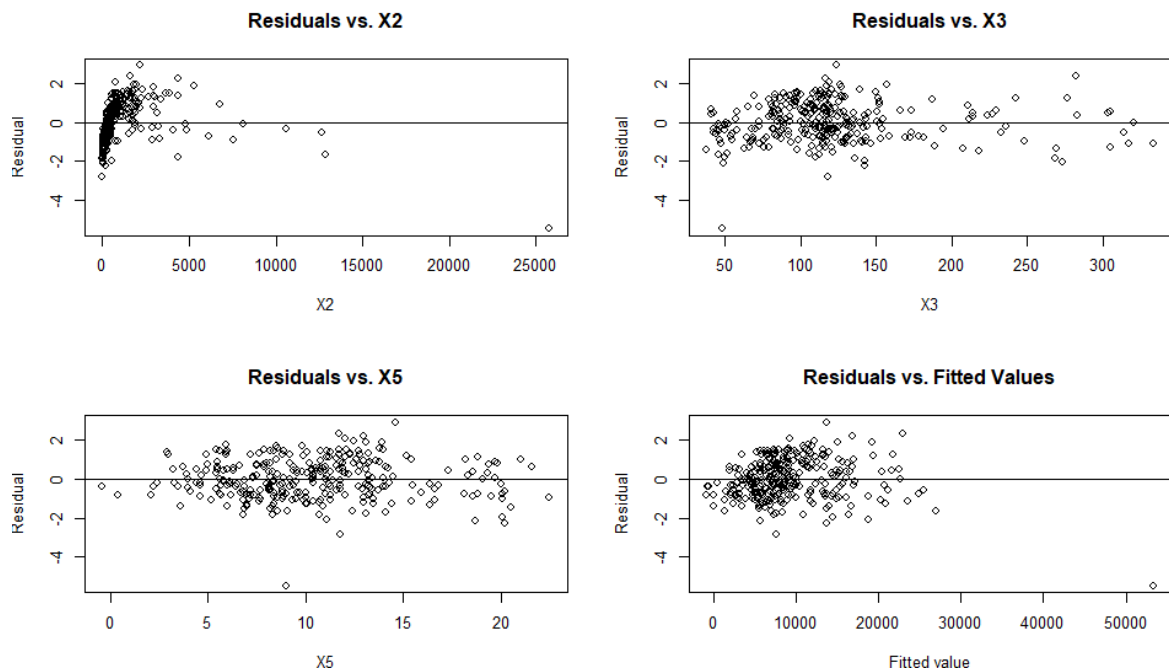 Residuals vs. X2
Residual
2
0
-2
-4
0 5000 10000 15000 20000 25000
X2
Residuals vs. X3
Residual
2
0
-2
-4
50 100 150 200 250 300
X3
Residuals vs. X5
Residual
2
0
-2
-4
0 5 10 15 20
X5
Residuals vs. Fitted Values
Residual
2
0
-2
-4
0 10000 20000 30000 40000 50000
Fitted value